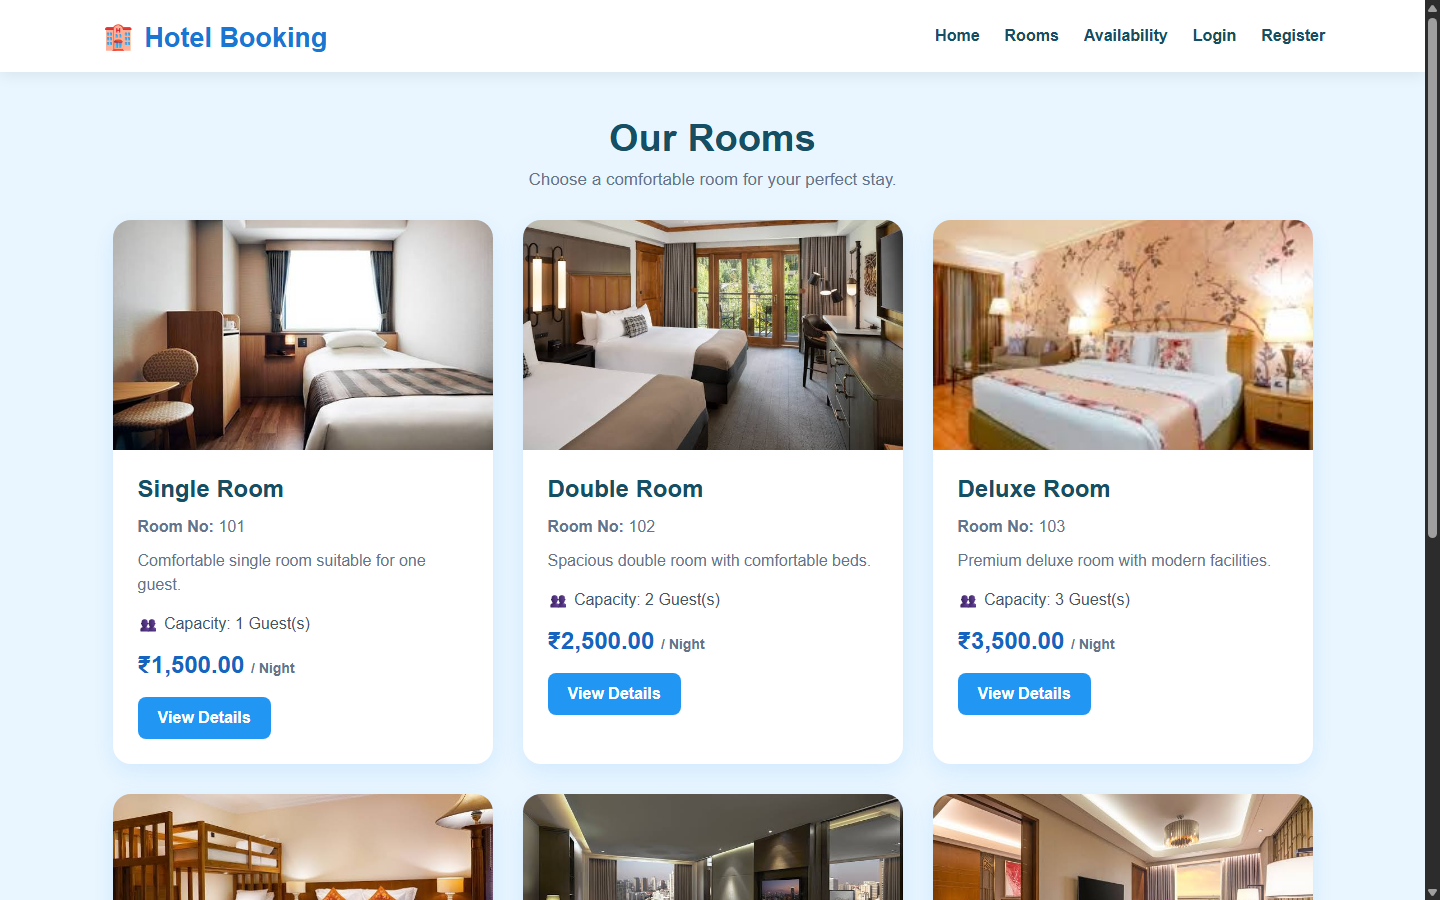 Hotel Booking
Home Rooms Availability Login Register
Our Rooms
Choose a comfortable room for your perfect stay.
Single Room
Room No: 101
Comfortable single room suitable for one
guest.
Capacity: 1 Guest(s)
₹1,500.00 / Night
View Details
Double Room
Room No: 102
Spacious double room with comfortable beds.
Capacity: 2 Guest(s)
₹2,500.00 / Night
View Details
Deluxe Room
Room No: 103
Premium deluxe room with modern facilities.
Capacity: 3 Guest(s)
₹3,500.00 / Night
View Details